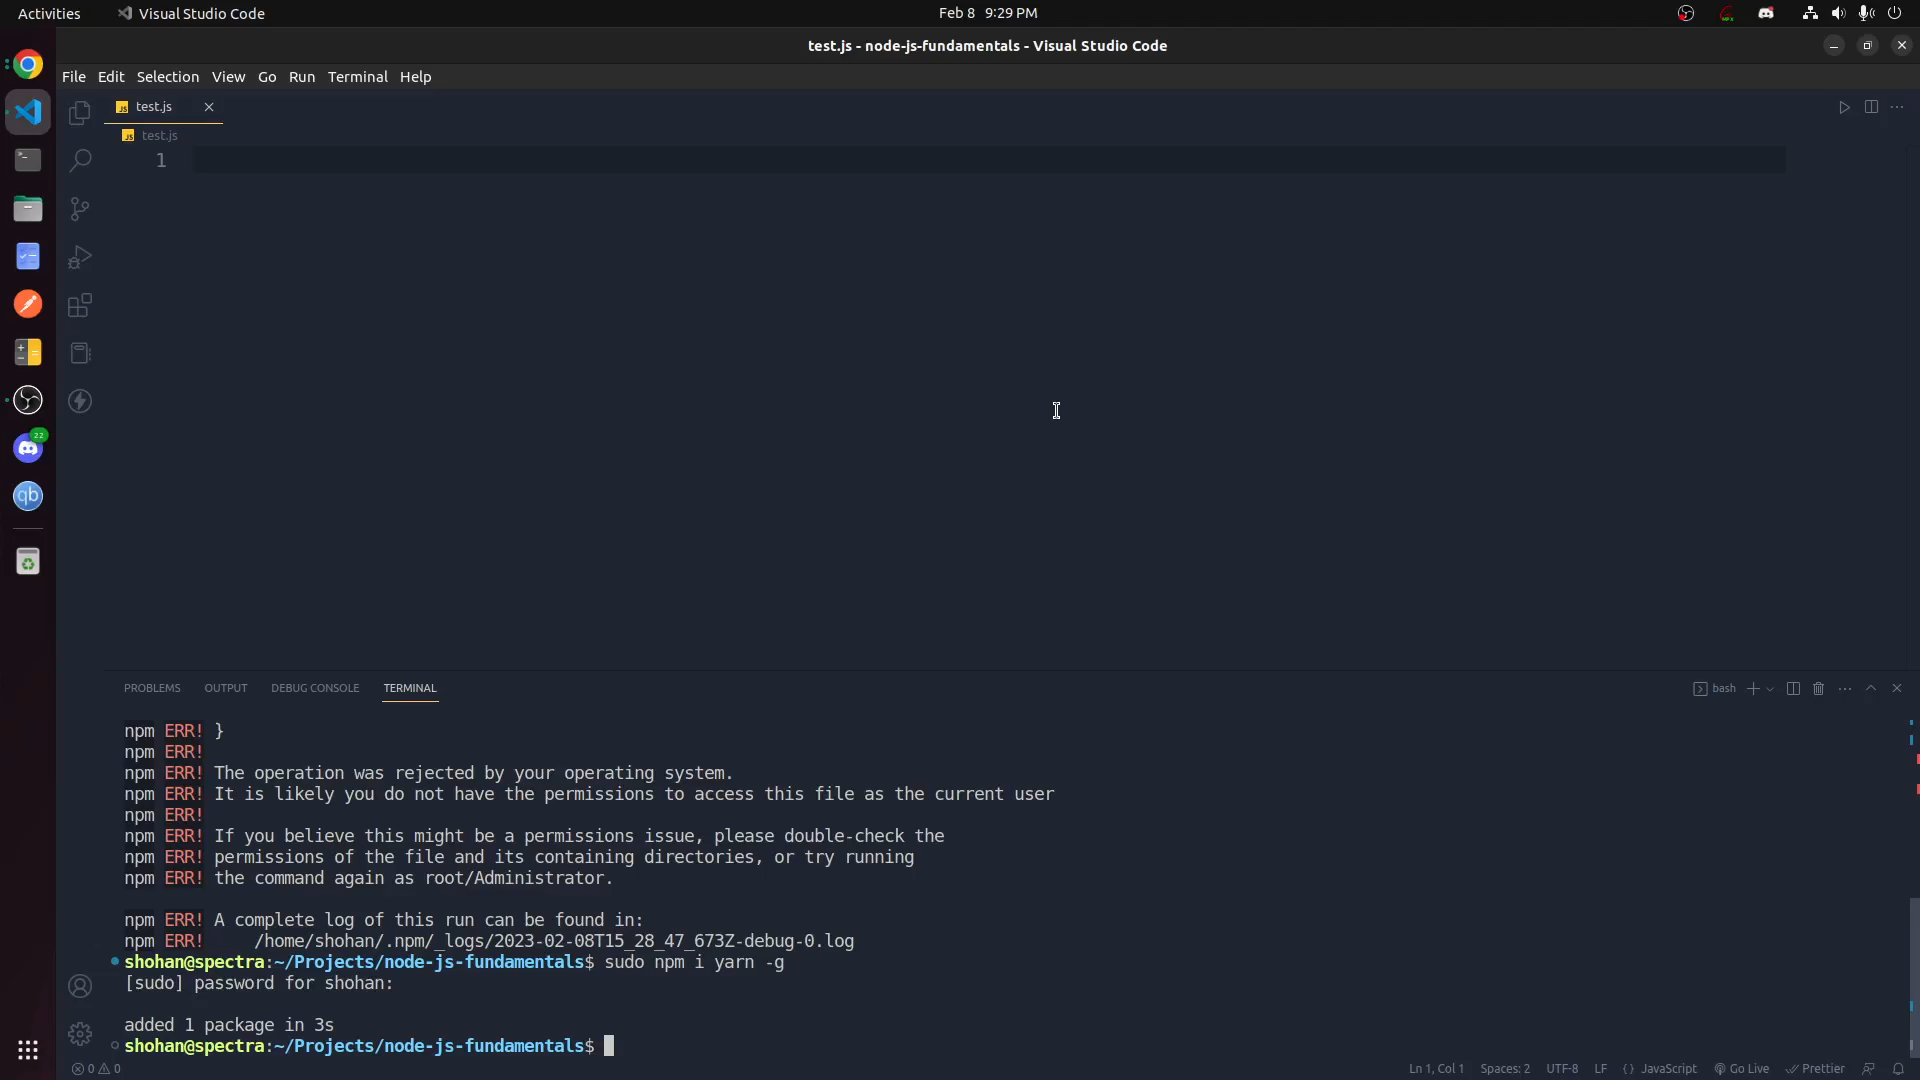 Activities
Visual Studio Code
Feb 8 9:29 PM
test.js - node-js-fundamentals - Visual Studio Code
File Edit Selection View Go Run Terminal Help
JS test.js
JS test.js
1
22
qb
PROBLEMS OUTPUT DEBUG CONSOLE TERMINAL
bash
npm ERR! }
npm ERR!
npm ERR! The operation was rejected by your operating system.
npm ERR! It is likely you do not have the permissions to access this file as the current user
npm ERR!
npm ERR! If you believe this might be a permissions issue, please double-check the
npm ERR! permissions of the file and its containing directories, or try running
npm ERR! the command again as root/Administrator.
npm ERR! A complete log of this run can be found in:
npm ERR!     /home/shohan/.npm/_logs/2023-02-08T15_28_47_673Z-debug-0.log
shohan@spectra:~/Projects/node-js-fundamentals$ sudo npm i yarn -g
[sudo] password for shohan:
added 1 package in 3s
shohan@spectra:~/Projects/node-js-fundamentals$
0 0 Ln 1, Col 1 Spaces: 2 UTF-8 LF {} JavaScript Go Live Prettier